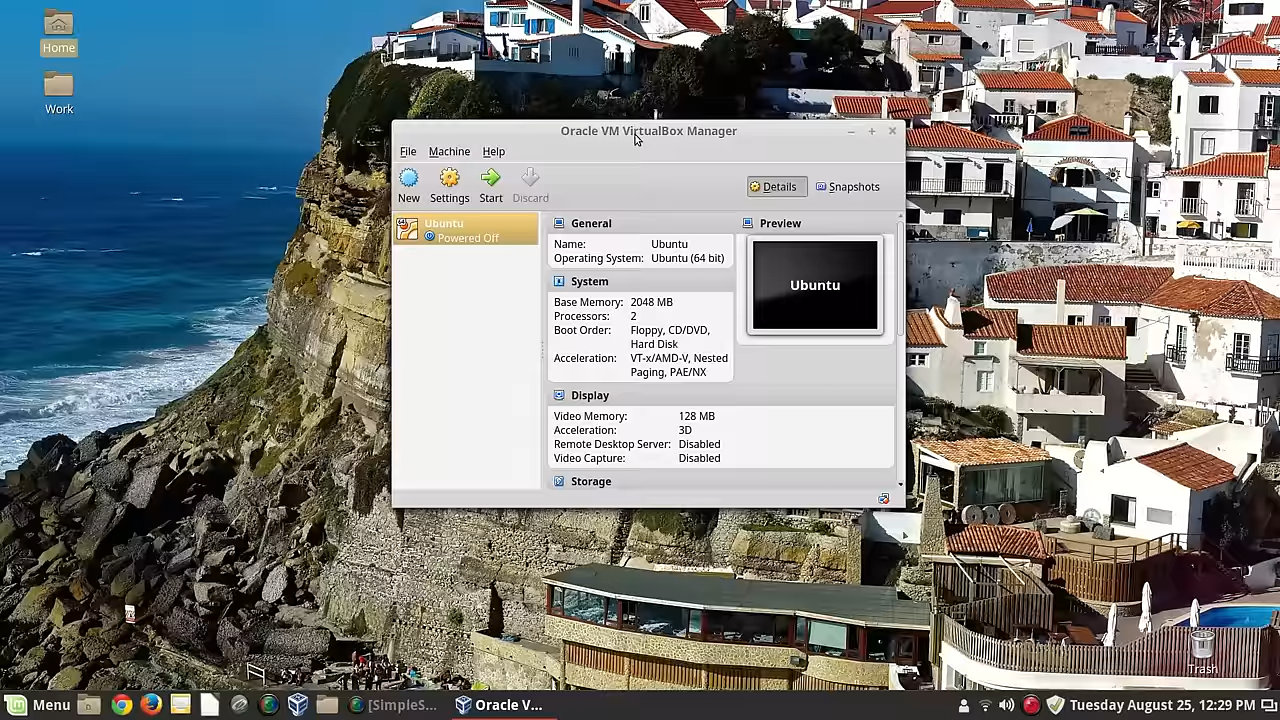 Home
Work
Oracle VM VirtualBox Manager
File Machine Help
New Settings Start Discard
Details Snapshots
Ubuntu
Powered Off
General
Name: Ubuntu
Operating System: Ubuntu (64 bit)
System
Base Memory: 2048 MB
Processors: 2
Boot Order: Floppy, CD/DVD,
Hard Disk
Acceleration: VT-x/AMD-V, Nested
Paging, PAE/NX
Preview
Ubuntu
Display
Video Memory: 128 MB
Acceleration: 3D
Remote Desktop Server: Disabled
Video Capture: Disabled
Storage
Trash
Menu [SimpleS... Oracle V... Tuesday August 25, 12:29 PM